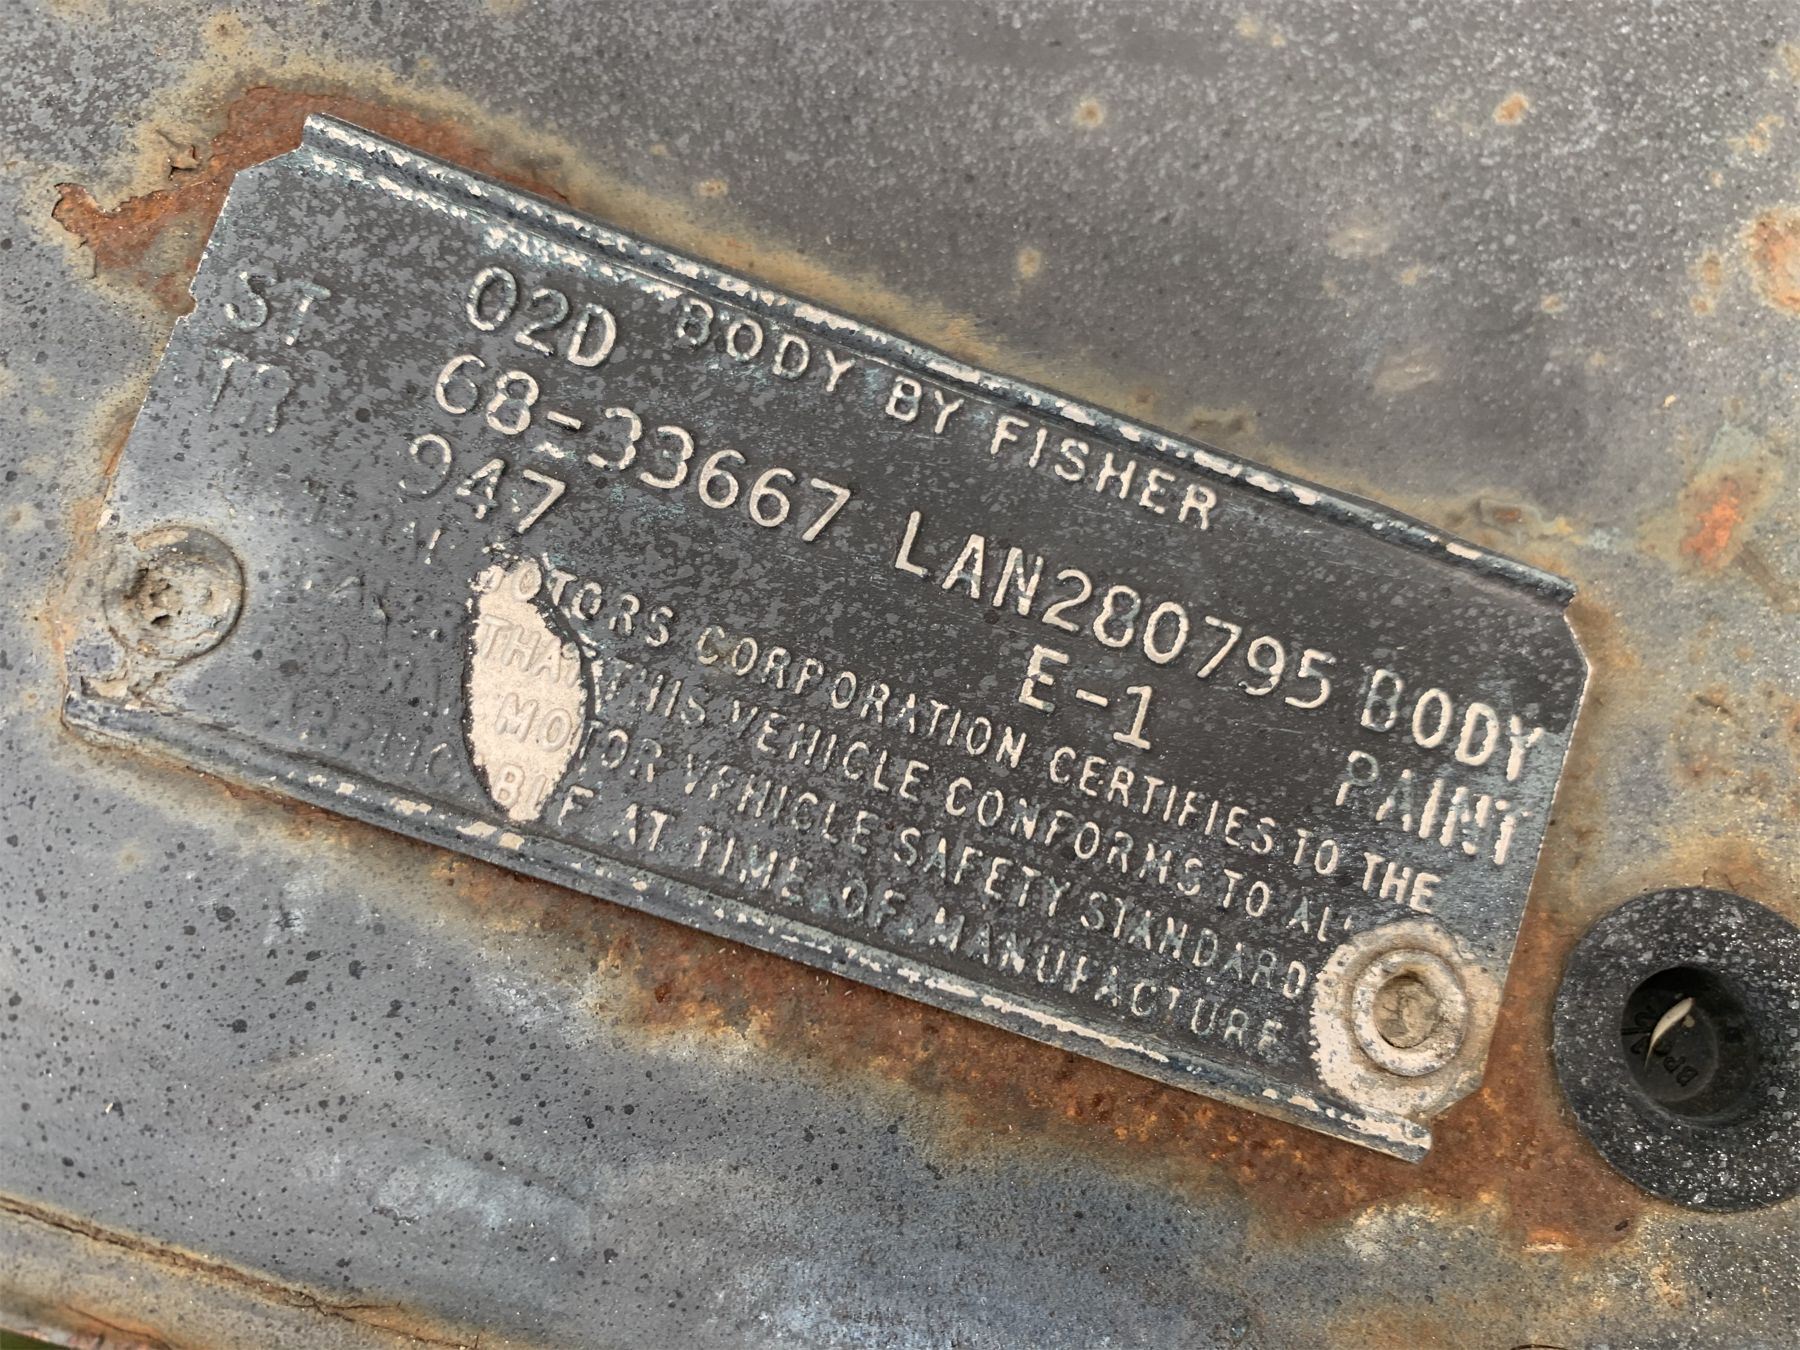 02D BODY BY FISHER
ST 68-33667 LAN280795 BODY
TR 947 E-1 PAINT
MOTORS CORPORATION CERTIFIES TO THE
THAT THIS VEHICLE CONFORMS TO ALL
MOTOR VEHICLE SAFETY STANDARDS
AT TIME OF MANUFACTURE